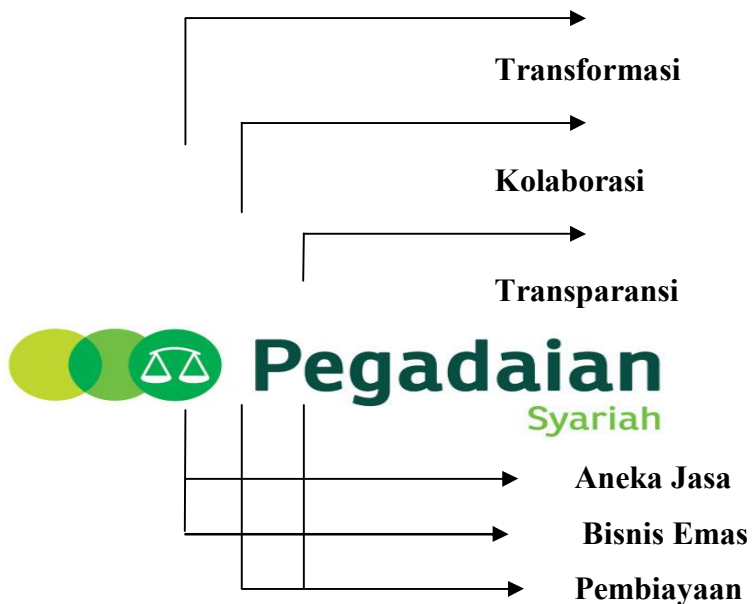 Transformasi
Kolaborasi
Transparansi
Pegadaian
Syariah
Aneka Jasa
Bisnis Emas
Pembiayaan